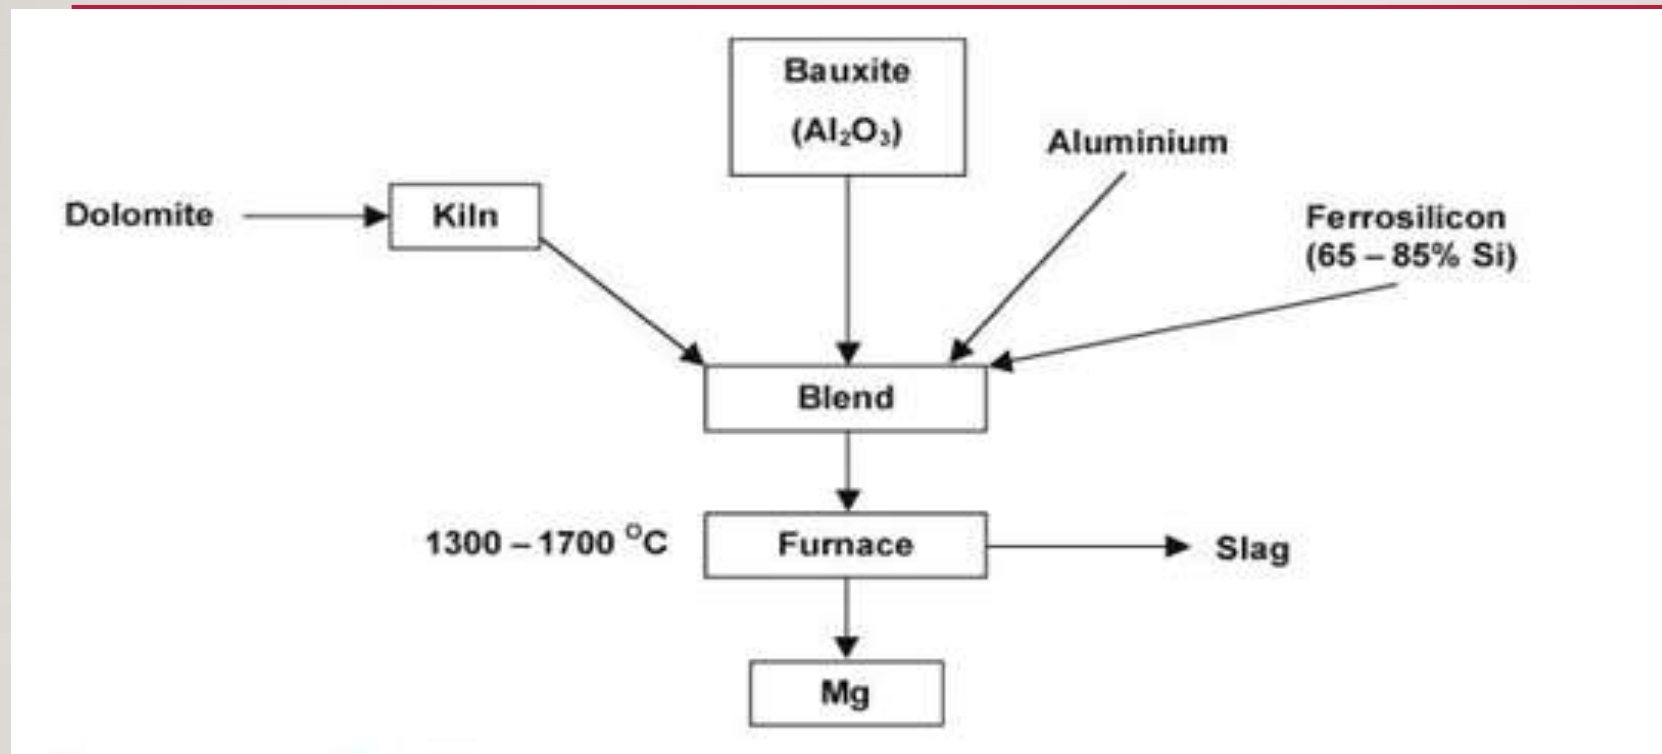 Bauxite
(Al₂O₃)
Aluminium
Dolomite
Kiln
Ferrosilicon
(65 – 85% Si)
Blend
1300 – 1700 °C
Furnace
Slag
Mg